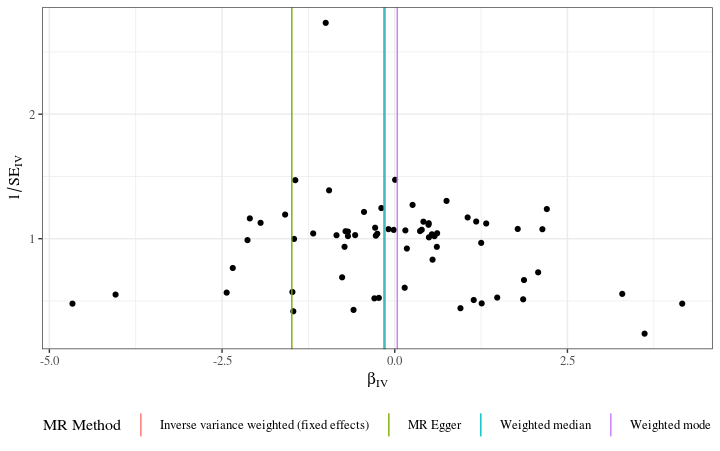 2
1
1/SE_IV
-5.0 -2.5 0.0 2.5
β_IV
MR Method Inverse variance weighted (fixed effects) MR Egger Weighted median Weighted mode